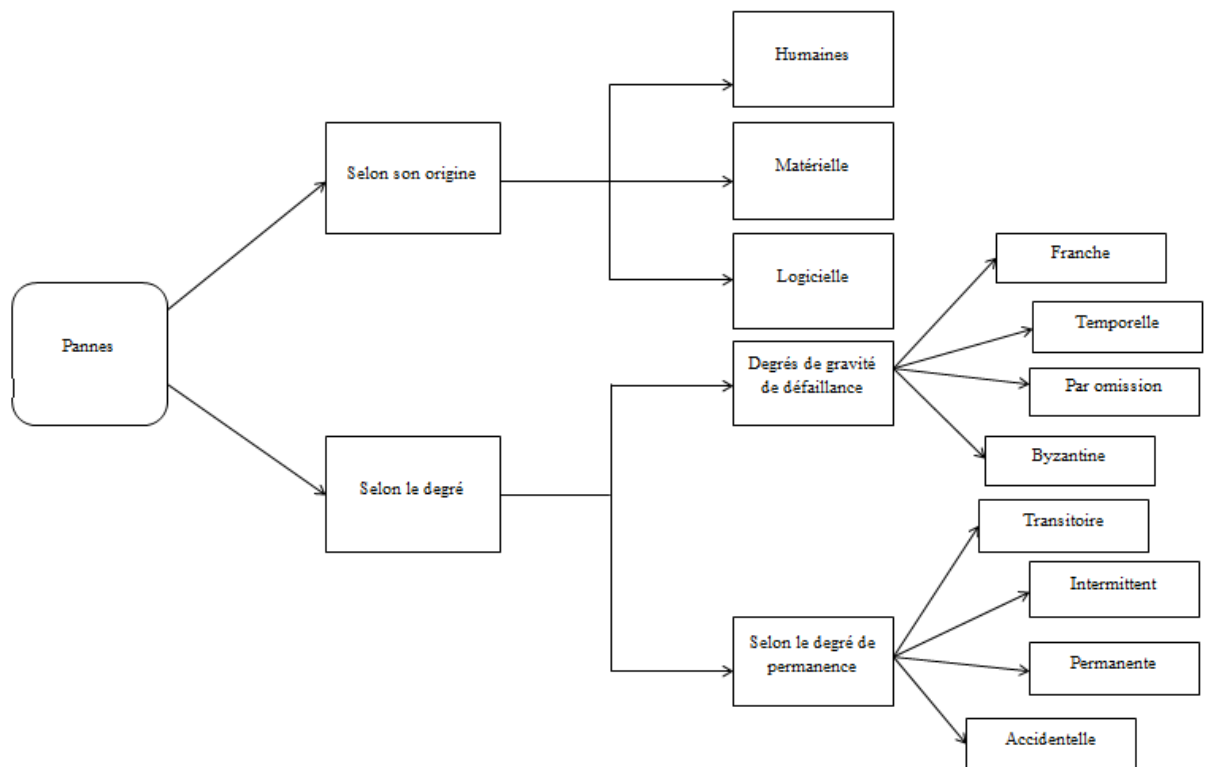 Humaines
Selon son origine
Matérielle
Logicielle
Franche
Temporelle
Pannes
Degrés de gravité
de défaillance
Par omission
Byzantine
Selon le degré
Transitoire
Intermittent
Selon le degré de
permanence
Permanente
Accidentelle